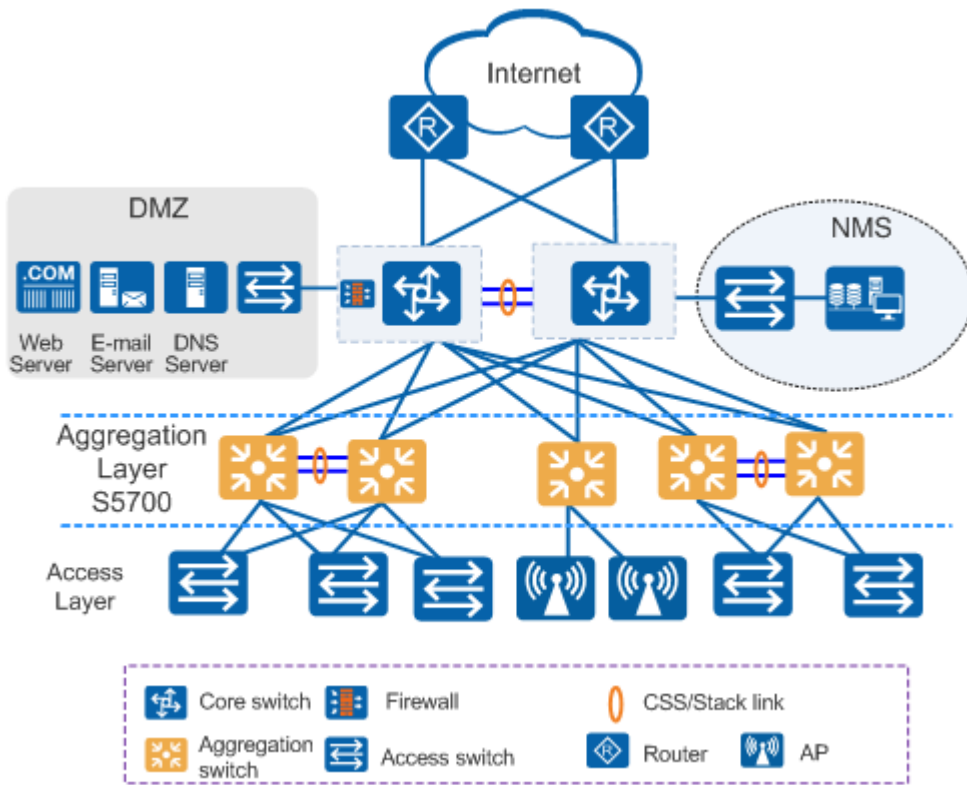 Internet
R
R
DMZ
NMS
.COM
Web
Server
E-mail
Server
DNS
Server
Aggregation
Layer
S5700
Access
Layer
Core switch
Firewall
CSS/Stack link
Aggregation
switch
Access switch
R
Router
AP